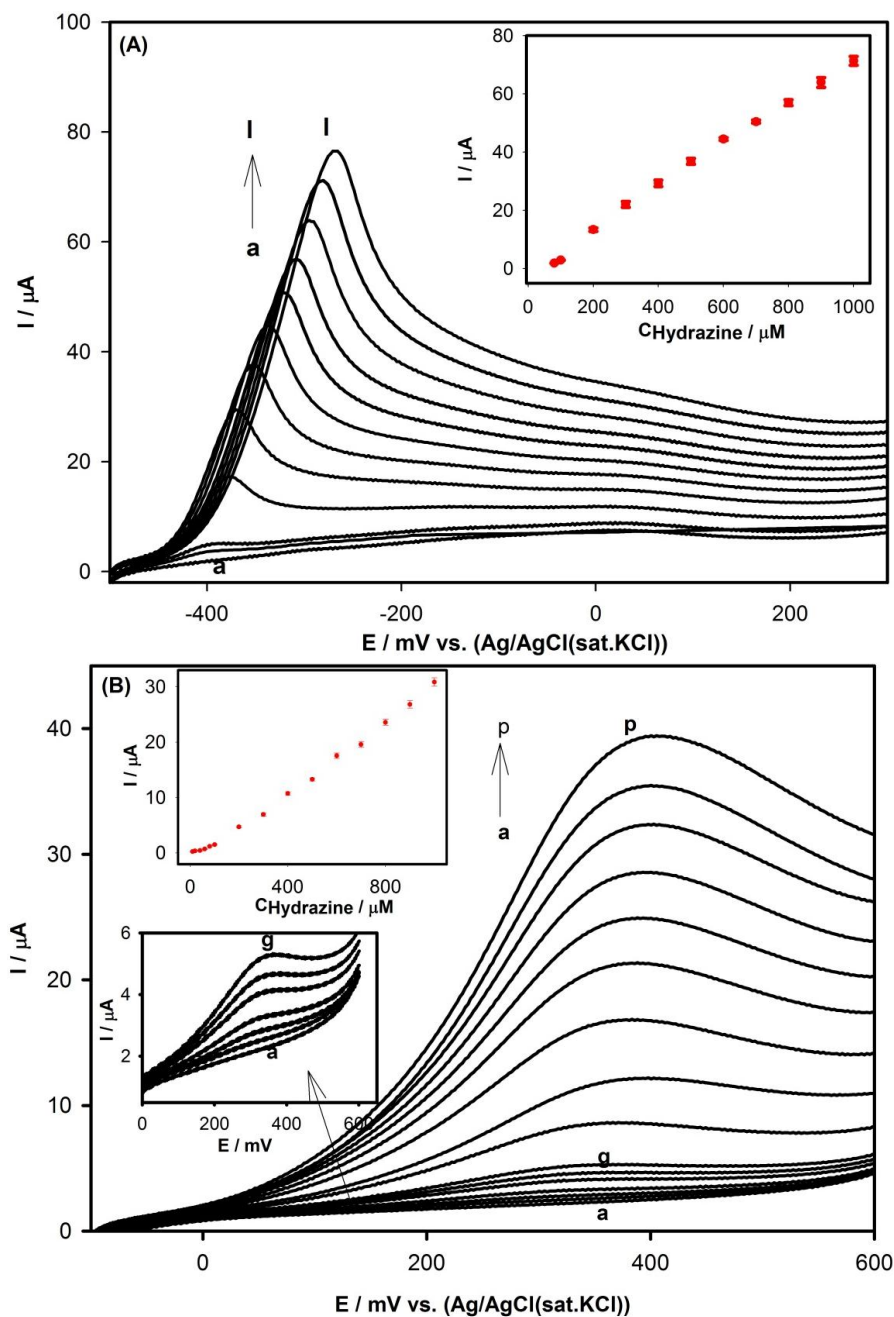 (A)
100
80
60
40
20
0
I / µA
-400
-200
0
200
E / mV vs. (Ag/AgCl(sat.KCl))
l
l
a
a
80
60
40
20
0
I / µA
0
200
400
600
800
1000
CHydrazine / µM
(B)
40
30
20
10
0
I / µA
0
200
400
600
E / mV vs. (Ag/AgCl(sat.KCl))
p
p
a
g
a
30
20
10
0
I / µA
0
400
800
CHydrazine / µM
6
4
2
I / µA
g
a
0
200
400
600
E / mV